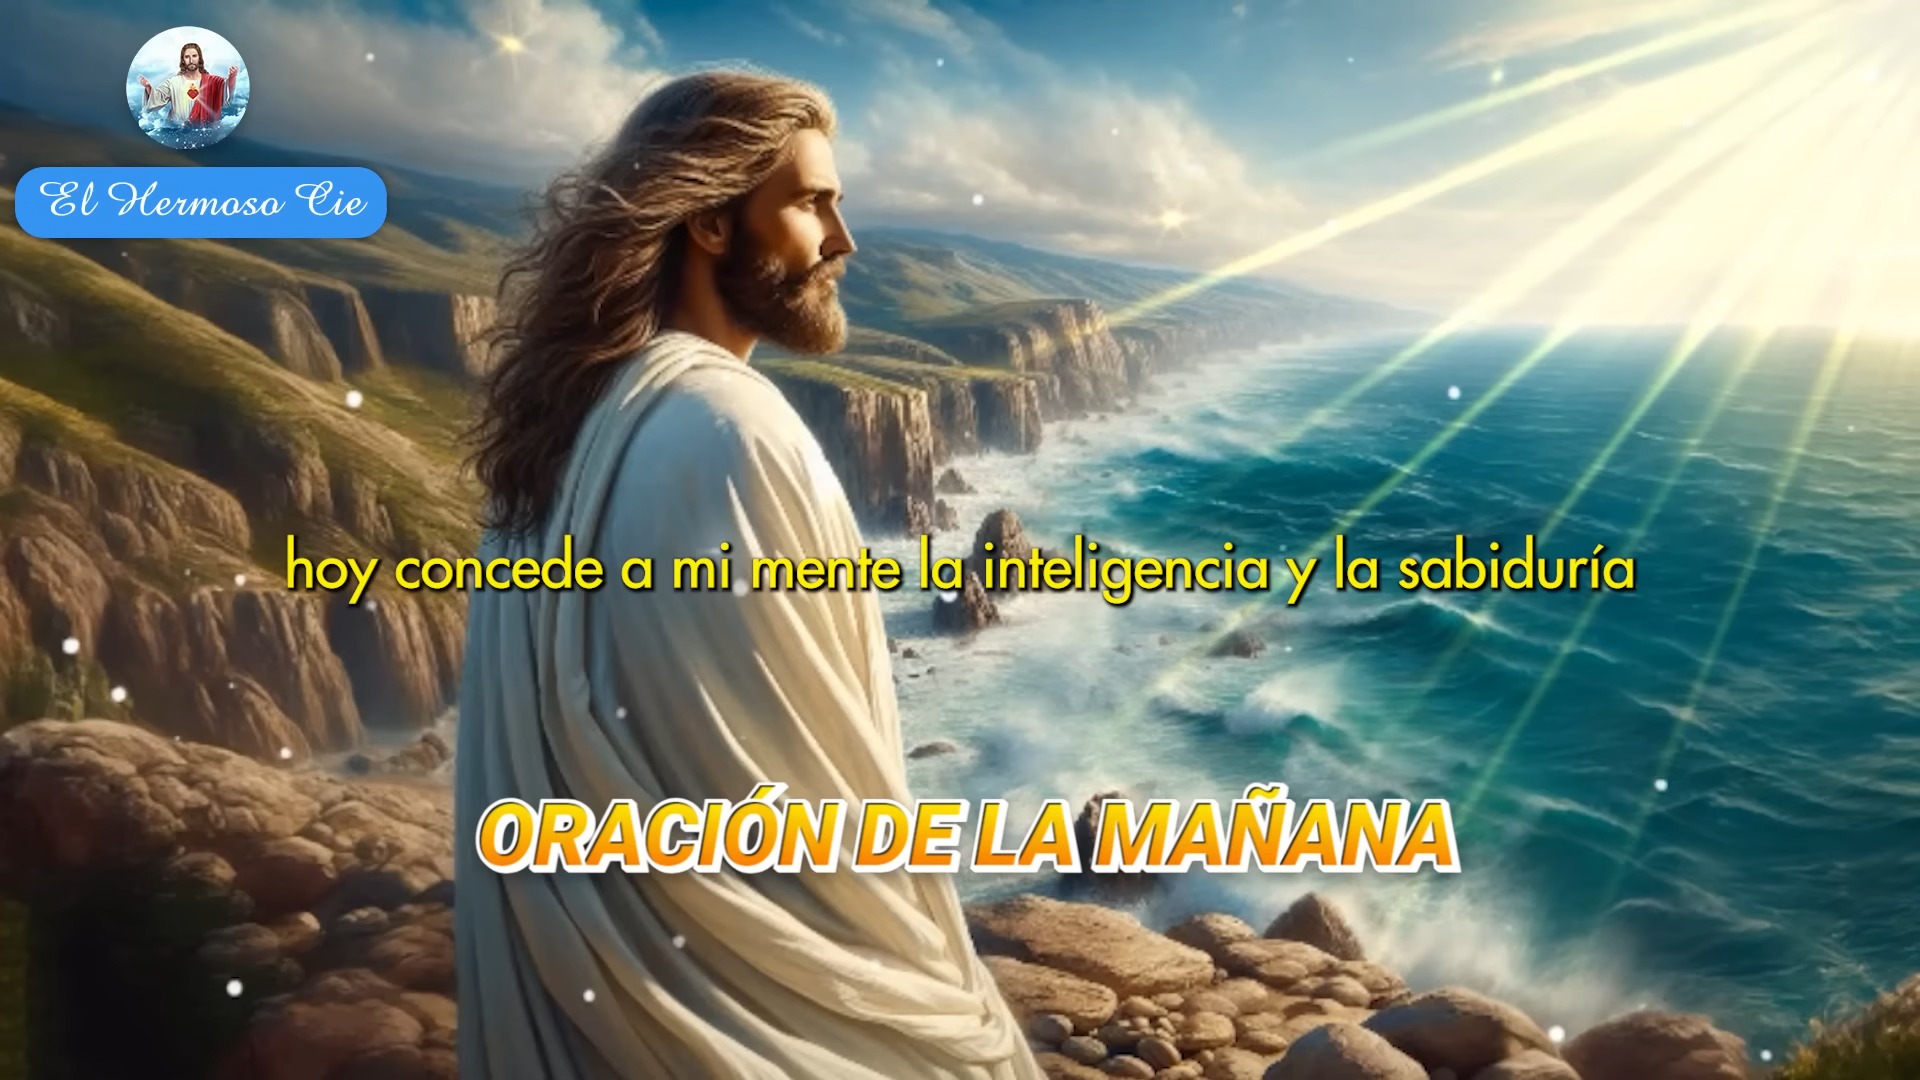 El Hermoso Cie
hoy concede a mi mente la inteligencia y la sabiduría
ORACIÓN DE LA MAÑANA